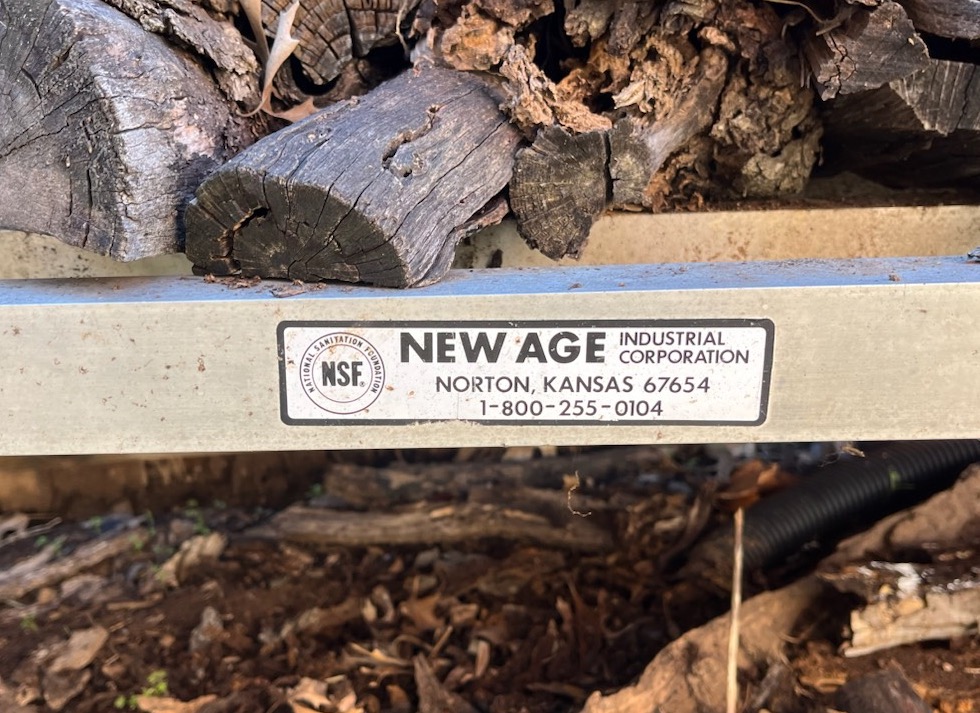 NATIONAL SANITATION FOUNDATION
NSF®
NEW AGE INDUSTRIAL CORPORATION
NORTON, KANSAS 67654
1-800-255-0104